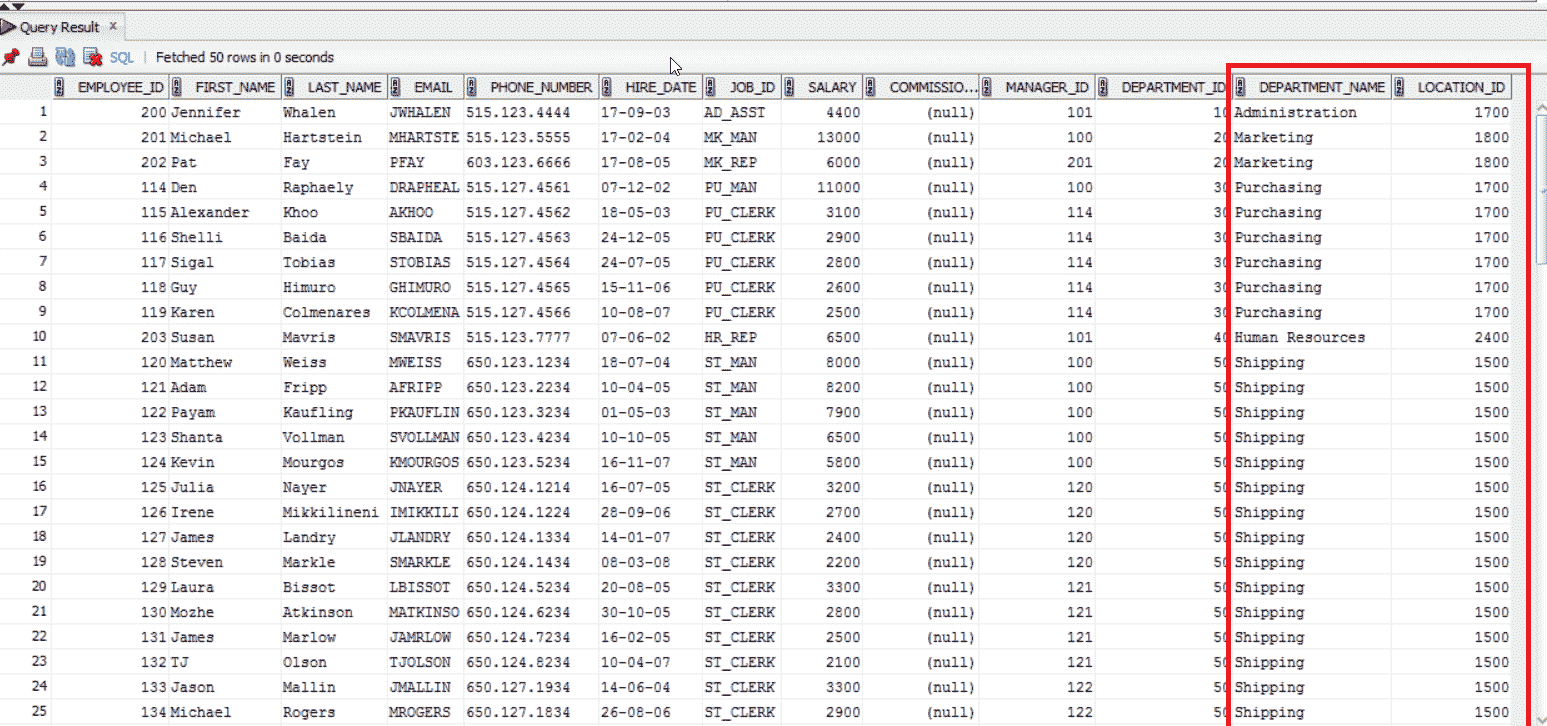 Query Result x
SQL | Fetched 50 rows in 0 seconds
EMPLOYEE_ID FIRST_NAME LAST_NAME EMAIL PHONE_NUMBER HIRE_DATE JOB_ID SALARY COMMISSIO... MANAGER_ID DEPARTMENT_ID DEPARTMENT_NAME LOCATION_ID
1 200 Jennifer Whalen JWHALEN 515.123.4444 17-09-03 AD_ASST 4400 (null) 101 10 Administration 1700
2 201 Michael Hartstein MHARTSTE 515.123.5555 17-02-04 MK_MAN 13000 (null) 100 20 Marketing 1800
3 202 Pat Fay PFAY 603.123.6666 17-08-05 MK_REP 6000 (null) 201 20 Marketing 1800
4 114 Den Raphaely DRAPHEAL 515.127.4561 07-12-02 PU_MAN 11000 (null) 100 30 Purchasing 1700
5 115 Alexander Khoo AKHOO 515.127.4562 18-05-03 PU_CLERK 3100 (null) 114 30 Purchasing 1700
6 116 Shelli Baida SBAIDA 515.127.4563 24-12-05 PU_CLERK 2900 (null) 114 30 Purchasing 1700
7 117 Sigal Tobias STOBIAS 515.127.4564 24-07-05 PU_CLERK 2800 (null) 114 30 Purchasing 1700
8 118 Guy Himuro GHIMURO 515.127.4565 15-11-06 PU_CLERK 2600 (null) 114 30 Purchasing 1700
9 119 Karen Colmenares KCOLMENA 515.127.4566 10-08-07 PU_CLERK 2500 (null) 114 30 Purchasing 1700
10 203 Susan Mavris SMAVRIS 515.123.7777 07-06-02 HR_REP 6500 (null) 101 40 Human Resources 2400
11 120 Matthew Weiss MWEISS 650.123.1234 18-07-04 ST_MAN 8000 (null) 100 50 Shipping 1500
12 121 Adam Fripp AFRIPP 650.123.2234 10-04-05 ST_MAN 8200 (null) 100 50 Shipping 1500
13 122 Payam Kaufling PKAUFLIN 650.123.3234 01-05-03 ST_MAN 7900 (null) 100 50 Shipping 1500
14 123 Shanta Vollman SVOLLMAN 650.123.4234 10-10-05 ST_MAN 6500 (null) 100 50 Shipping 1500
15 124 Kevin Mourgos KMOURGOS 650.123.5234 16-11-07 ST_MAN 5800 (null) 100 50 Shipping 1500
16 125 Julia Nayer JNAYER 650.124.1214 16-07-05 ST_CLERK 3200 (null) 120 50 Shipping 1500
17 126 Irene Mikkilineni IMIKKILI 650.124.1224 28-09-06 ST_CLERK 2700 (null) 120 50 Shipping 1500
18 127 James Landry JLANDRY 650.124.1334 14-01-07 ST_CLERK 2400 (null) 120 50 Shipping 1500
19 128 Steven Markle SMARKLE 650.124.1434 08-03-08 ST_CLERK 2200 (null) 120 50 Shipping 1500
20 129 Laura Bissot LBISSOT 650.124.5234 20-08-05 ST_CLERK 3300 (null) 121 50 Shipping 1500
21 130 Mozhe Atkinson MATKINSO 650.124.6234 30-10-05 ST_CLERK 2800 (null) 121 50 Shipping 1500
22 131 James Marlow JAMRLOW 650.124.7234 16-02-05 ST_CLERK 2500 (null) 121 50 Shipping 1500
23 132 TJ Olson TJOLSON 650.124.8234 10-04-07 ST_CLERK 2100 (null) 121 50 Shipping 1500
24 133 Jason Mallin JMALLIN 650.127.1934 14-06-04 ST_CLERK 3300 (null) 122 50 Shipping 1500
25 134 Michael Rogers MROGERS 650.127.1834 26-08-06 ST_CLERK 2900 (null) 122 50 Shipping 1500